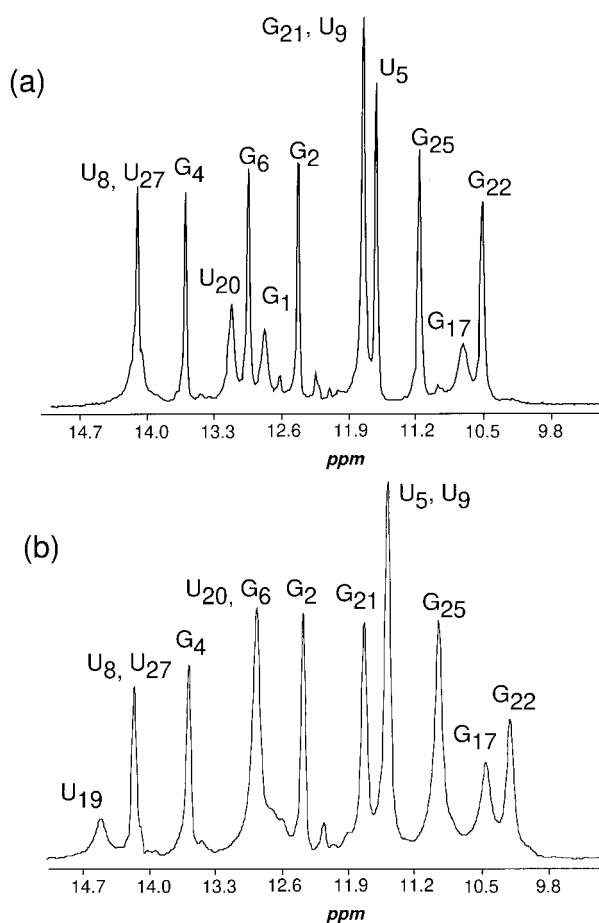 (a)
G21, U9
U5
U8, U27
G4
G6
G2
G25
G22
U20
G1
G17
14.7 14.0 13.3 12.6 11.9 11.2 10.5 9.8
ppm
(b)
U5, U9
U20, G6
G2
G21
G25
U8, U27
G4
G22
G17
U19
14.7 14.0 13.3 12.6 11.9 11.2 10.5 9.8
ppm